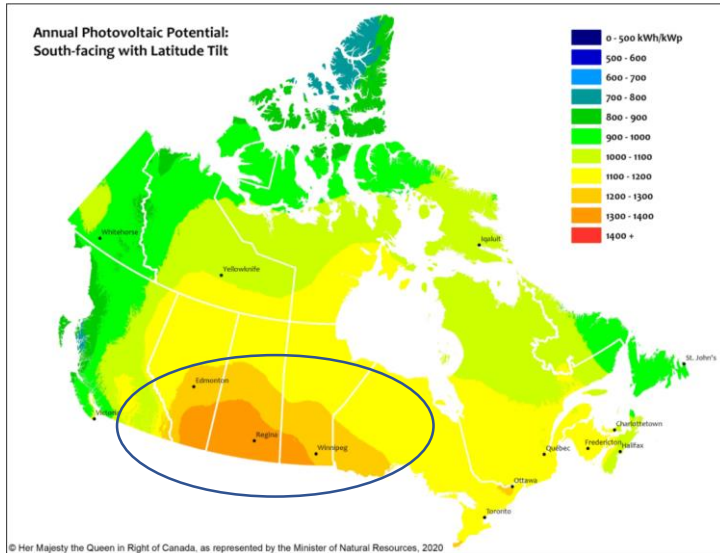 Annual Photovoltaic Potential:
South-facing with Latitude Tilt
0 - 500 kWh/kWp
500 - 600
600 - 700
700 - 800
800 - 900
900 - 1000
1000 - 1100
1100 - 1200
1200 - 1300
1300 - 1400
1400 +
Whitehorse
Iqaluit
Yellowknife
St. John's
Edmonton
Victoria
Regina
Winnipeg
Charlottetown
Québec
Fredericton
Halifax
Ottawa
Toronto
© Her Majesty the Queen in Right of Canada, as represented by the Minister of Natural Resources, 2020